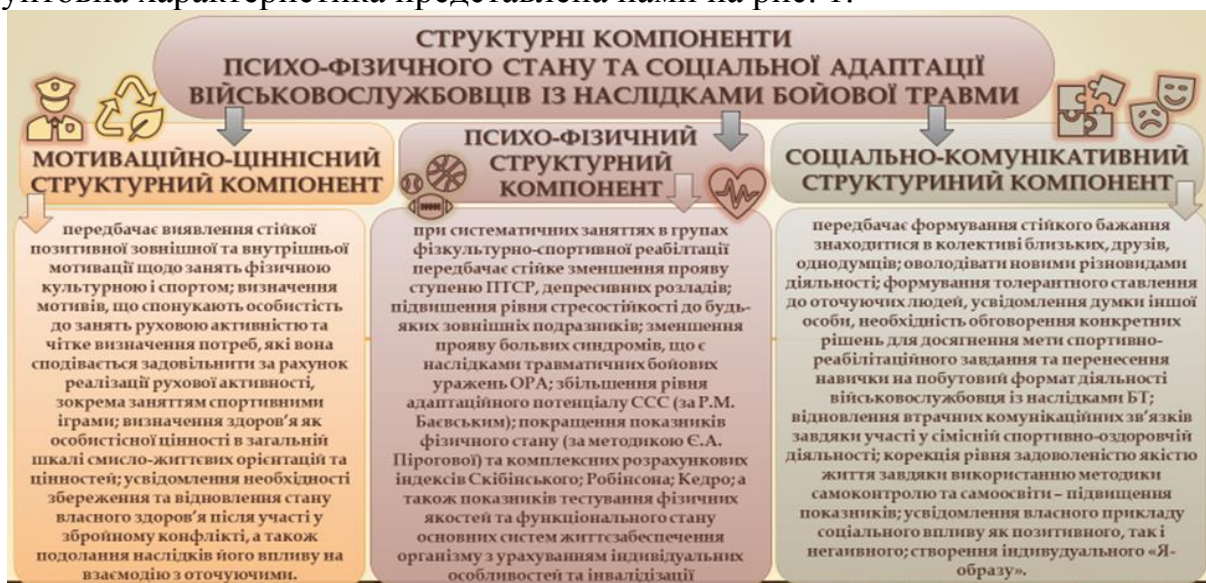 унтовна характеристика представлена нами на рис. 1.
СТРУКТУРНІ КОМПОНЕНТИ
ПСИХО-ФІЗИЧНОГО СТАНУ ТА СОЦІАЛЬНОЇ АДАПТАЦІЇ
ВІЙСЬКОВОСЛУЖБОВЦІВ ІЗ НАСЛІДКАМИ БОЙОВОЇ ТРАВМИ
МОТИВАЦІЙНО-ЦІННІСНИЙ
СТРУКТУРНИЙ КОМПОНЕНТ
передбачає виявлення стійкої
позитивної зовнішної та внутрішньої
мотивації щодо занять фізичною
культурною і спортом; визначення
мотивів, що спонукають особистість
до занять руховою активністю та
чітке визначення потреб, які вона
сподівається задовільнити за рахунок
реалізації рухової активності,
зокрема заняттям спортивними
іграми; визначення здоров’я як
особистісної цінності в загальній
шкалі смисло-життєвих орієнтацій та
цінностей; усвідомлення необхідності
збереження та відновлення стану
власного здоров’я після участі у
збройному конфлікті, а також
подолання наслідків його впливу на
взаємодію з оточуючими.
ПСИХО-ФІЗИЧНИЙ
СТРУКТУРНИЙ
КОМПОНЕНТ
при систематичних заняттях в групах
фізкультурно-спортивної реабілтації
передбачає стійке зменшення прояву
ступеню ПТСР, депресивних розладів;
підвишення рівня стресостійкості до будь-
яких зовнішніх подразників; зменшення
прояву больвих синдромів, що є
наслідками травматичних бойових
уражень ОРА; збільшення рівня
адаптаційного потенціалу ССС (за Р.М.
Баєвським); покращення показників
фізичного стану (за методикою Є.А.
Пірогової) та комплексних розрахункових
індексів Скібінського; Робінсона; Кедро; а
також показників тестування фізичних
якостей та функціонального стану
основних систем життєзабеспечення
організму з урахуванням індивідуальних
особливостей та інвалідізації
СОЦІАЛЬНО-КОМУНІКАТИВНИЙ
СТРУКТУРИНИЙ КОМПОНЕНТ
передбачає формування стійкого бажання
знаходитися в колективі близьких, друзів,
однодумців; оволодівати новими різновидами
діяльності; формування толерантного ставлення
до оточуючих людей, усвідомлення думки іншої
особи, необхідність обговорення конкретних
рішень для досягнення мети спортивно-
реабілітаційного завдання та перенесення
навички на побутовий формат діяльності
військовослужбовця із наслідками БТ;
відновлення втрачних комунікаційних зв’язків
завдяки участі у сімісній спортивно-оздоровчій
діяльності; корекція рівня задоволеністю якістю
життя завдяки використанню методики
самоконтролю та самоосвіти – підвищення
показників; усвідомлення власного прикладу
соціального впливу як позитивного, так і
негаивного; створення індивудуального «Я-
образу».